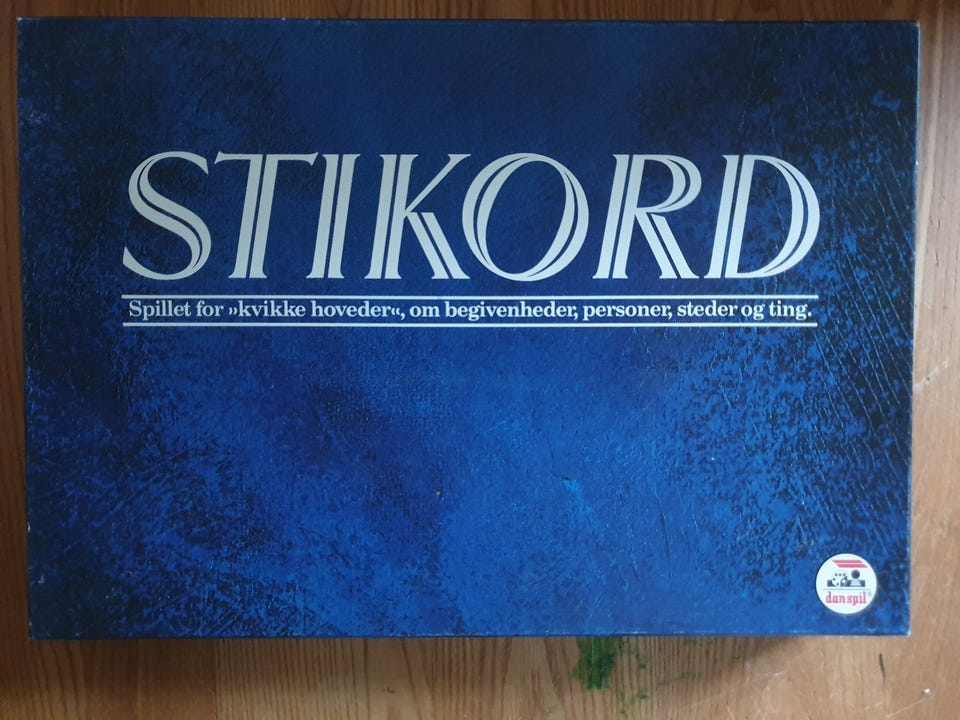 STIKORD
Spillet for »kvikke hoveder«, om begivenheder, personer, steder og ting.
dan-spil®